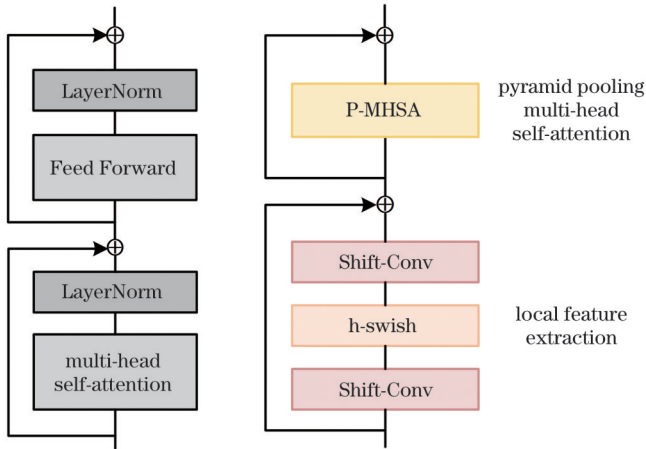 LayerNorm
Feed Forward
LayerNorm
multi-head
self-attention
P-MHSA
pyramid pooling
multi-head
self-attention
Shift-Conv
h-swish
local feature
extraction
Shift-Conv